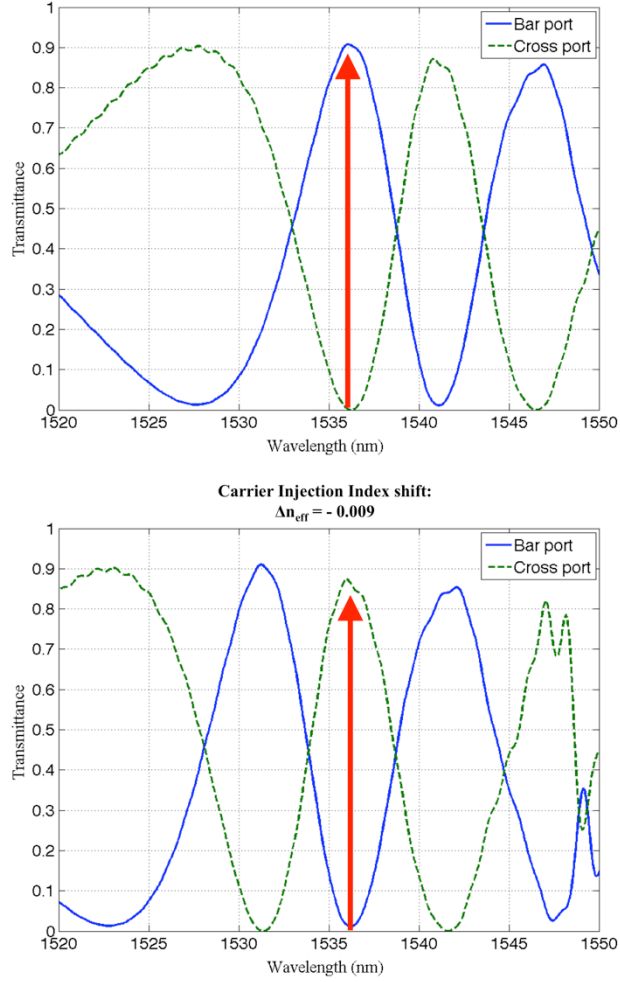 1
0.9
0.8
0.7
0.6
0.5
0.4
0.3
0.2
0.1
0
Transmittance
Bar port
Cross port
1520 1525 1530 1535 1540 1545 1550
Wavelength (nm)
Carrier Injection Index shift:
Δneff = - 0.009
1
0.9
0.8
0.7
0.6
0.5
0.4
0.3
0.2
0.1
0
Transmittance
Bar port
Cross port
1520 1525 1530 1535 1540 1545 1550
Wavelength (nm)